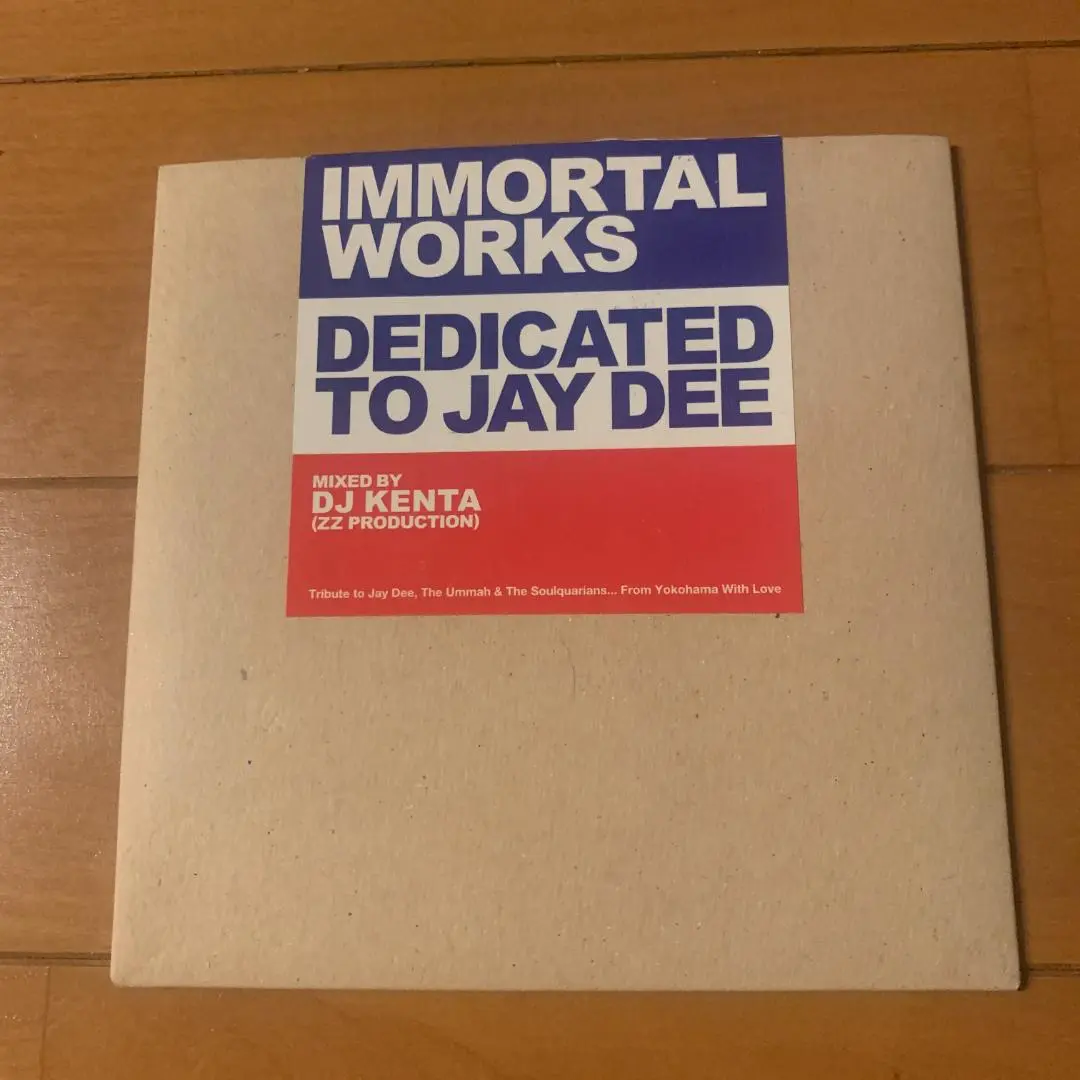 IMMORTAL
WORKS
DEDICATED
TO JAY DEE
MIXED BY
DJ KENTA
(ZZ PRODUCTION)
Tribute to Jay Dee, The Ummah & The Soulquarians... From Yokohama With Love